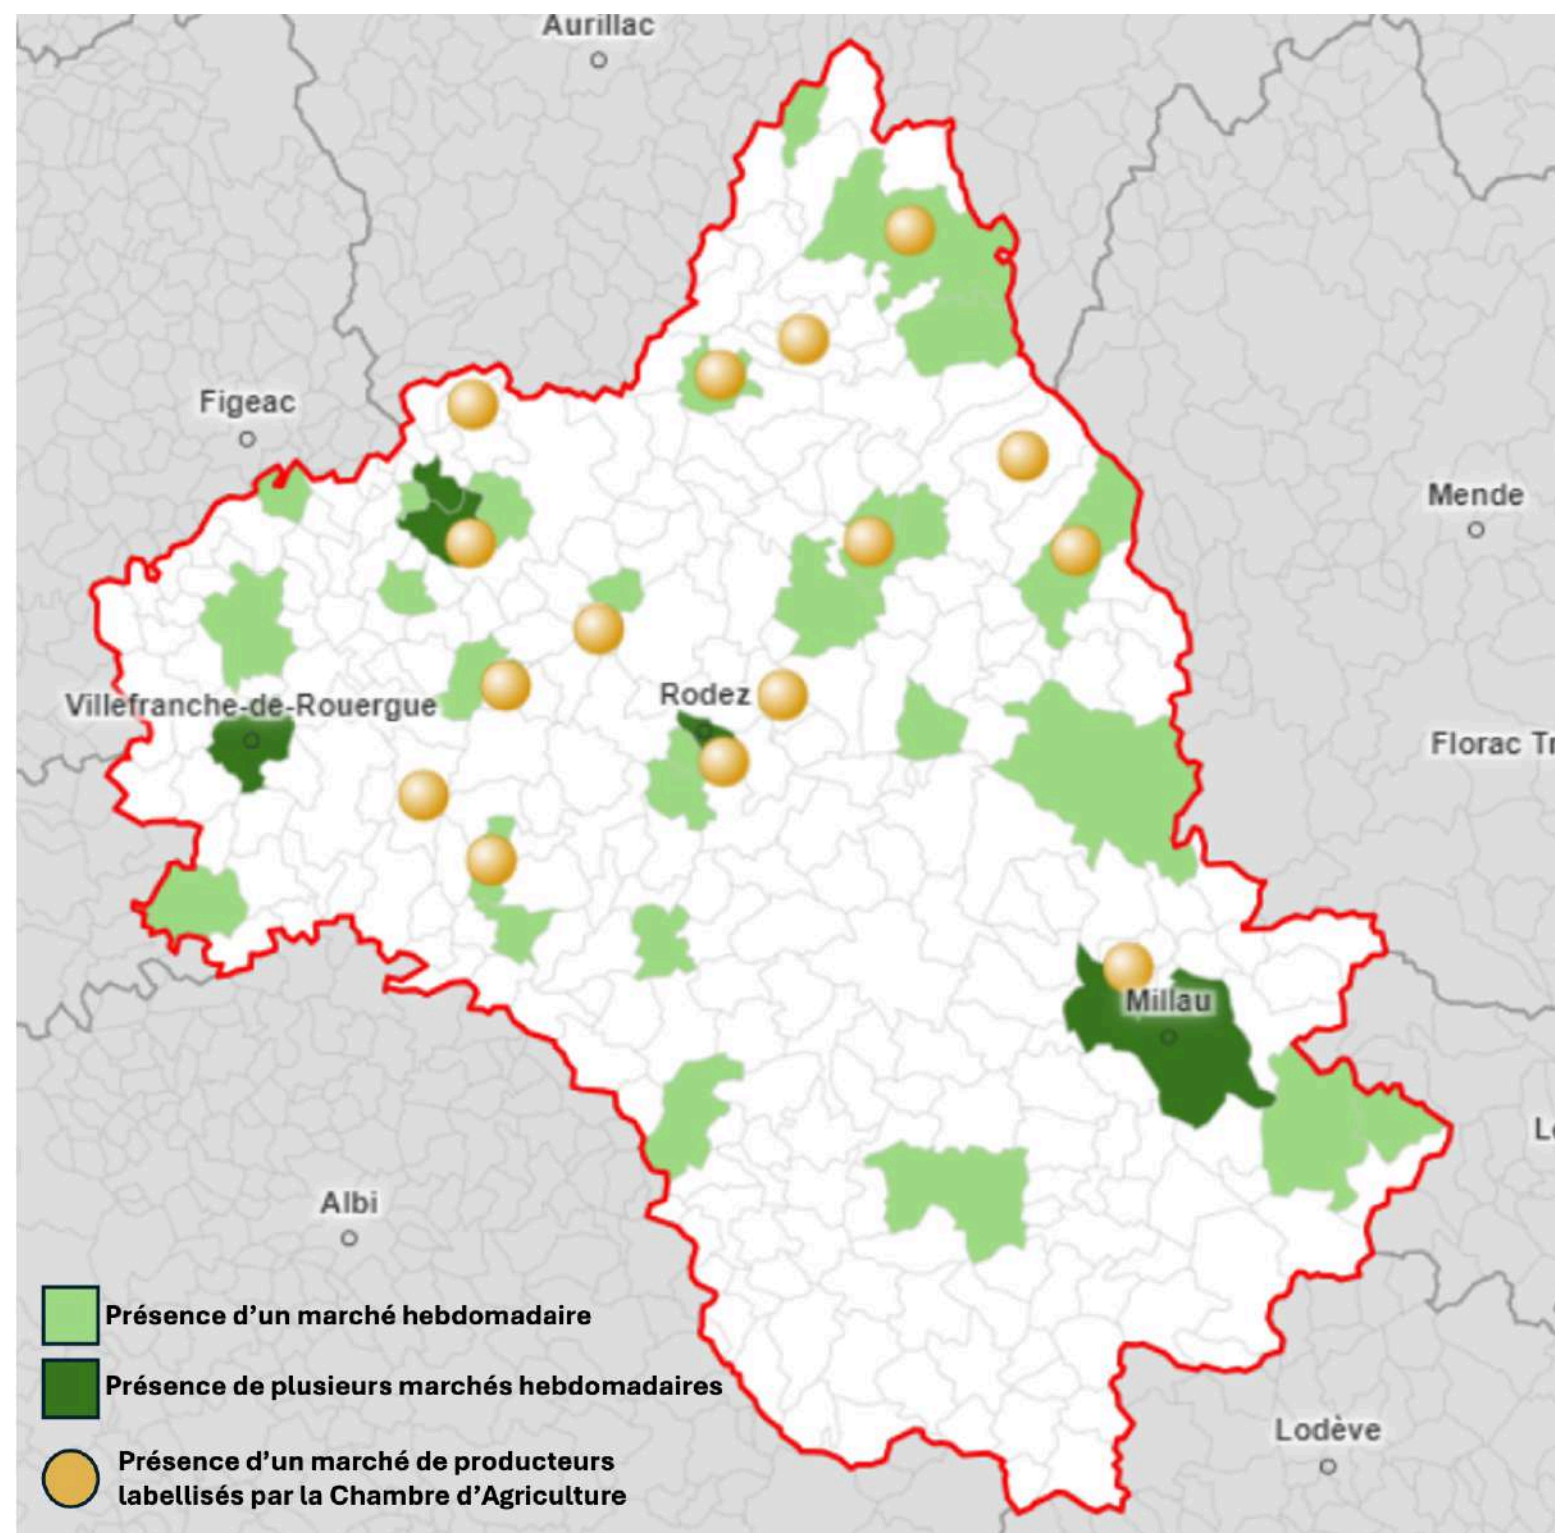 Aurillac
Figeac
Mende
Villefranche-de-Rouergue
Rodez
Florac Tr
Millau
Albi
Présence d’un marché hebdomadaire
Présence de plusieurs marchés hebdomadaires
Lodève
Présence d’un marché de producteurs
labellisés par la Chambre d’Agriculture